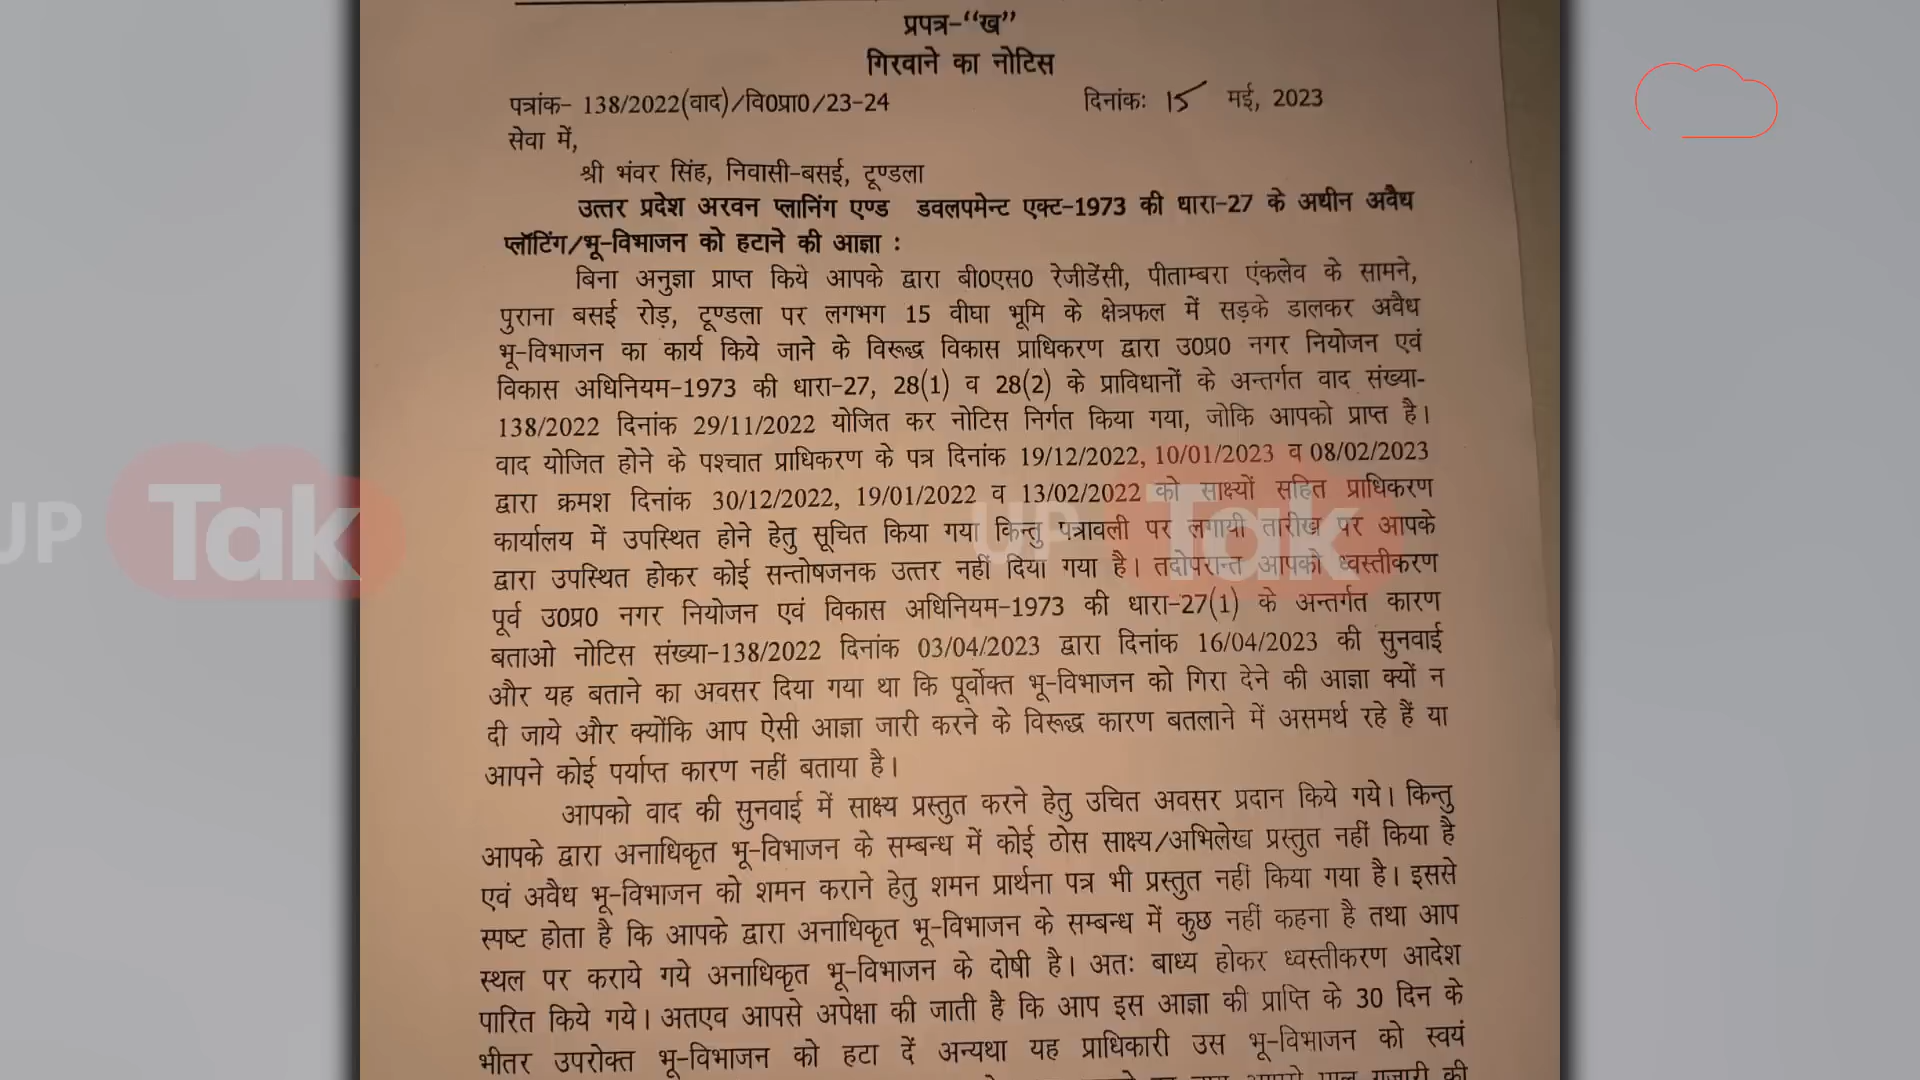 प्रपत्र-“ख”
गिरवाने का नोटिस
पत्रांक- 138/2022(वाद)/वि0प्रा0/23-24 दिनांकः 15 मई, 2023
सेवा में,
श्री भंवर सिंह, निवासी-बसई, टूण्डला
उत्तर प्रदेश अरवन प्लानिंग एण्ड डवलपमेन्ट एक्ट-1973 की धारा-27 के अधीन अवैध
प्लॉटिंग/भू-विभाजन को हटाने की आज्ञा :
बिना अनुज्ञा प्राप्त किये आपके द्वारा बी0एस0 रेजीडेंसी, पीताम्बरा एंकलेव के सामने,
पुराना बसई रोड़, टूण्डला पर लगभग 15 वीघा भूमि के क्षेत्रफल में सड़के डालकर अवैध
भू-विभाजन का कार्य किये जाने के विरूद्ध विकास प्राधिकरण द्वारा उ0प्र0 नगर नियोजन एवं
विकास अधिनियम-1973 की धारा-27, 28(1) व 28(2) के प्राविधानों के अन्तर्गत वाद संख्या-
138/2022 दिनांक 29/11/2022 योजित कर नोटिस निर्गत किया गया, जोकि आपको प्राप्त है।
वाद योजित होने के पश्चात प्राधिकरण के पत्र दिनांक 19/12/2022, 10/01/2023 व 08/02/2023
द्वारा क्रमश दिनांक 30/12/2022, 19/01/2022 व 13/02/2022 को साक्ष्यों सहित प्राधिकरण
कार्यालय में उपस्थित होने हेतु सूचित किया गया किन्तु पत्रावली पर लगायी तारीख पर आपके
द्वारा उपस्थित होकर कोई सन्तोषजनक उत्तर नहीं दिया गया है। तदोपरान्त आपको ध्वस्तीकरण
पूर्व उ0प्र0 नगर नियोजन एवं विकास अधिनियम-1973 की धारा-27(1) के अन्तर्गत कारण
बताओ नोटिस संख्या-138/2022 दिनांक 03/04/2023 द्वारा दिनांक 16/04/2023 की सुनवाई
और यह बताने का अवसर दिया गया था कि पूर्वोक्त भू-विभाजन को गिरा देने की आज्ञा क्यों न
दी जाये और क्योंकि आप ऐसी आज्ञा जारी करने के विरूद्ध कारण बतलाने में असमर्थ रहे हैं या
आपने कोई पर्याप्त कारण नहीं बताया है।
आपको वाद की सुनवाई में साक्ष्य प्रस्तुत करने हेतु उचित अवसर प्रदान किये गये। किन्तु
आपके द्वारा अनाधिकृत भू-विभाजन के सम्बन्ध में कोई ठोस साक्ष्य/अभिलेख प्रस्तुत नहीं किया है
एवं अवैध भू-विभाजन को शमन कराने हेतु शमन प्रार्थना पत्र भी प्रस्तुत नहीं किया गया है। इससे
स्पष्ट होता है कि आपके द्वारा अनाधिकृत भू-विभाजन के सम्बन्ध में कुछ नहीं कहना है तथा आप
स्थल पर कराये गये अनाधिकृत भू-विभाजन के दोषी है। अतः बाध्य होकर ध्वस्तीकरण आदेश
पारित किये गये। अतएव आपसे अपेक्षा की जाती है कि आप इस आज्ञा की प्राप्ति के 30 दिन के
भीतर उपरोक्त भू-विभाजन को हटा दें अन्यथा यह प्राधिकारी उस भू-विभाजन को स्वयं
UP Tak
UP Tak